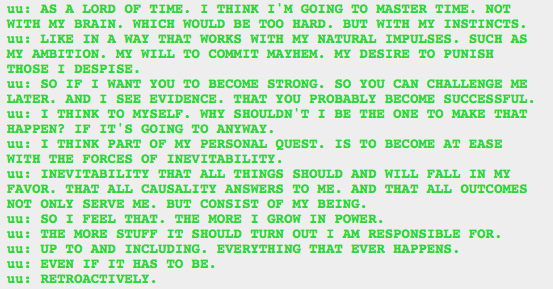 uu: AS A LORD OF TIME. I THINK I'M GOING TO MASTER TIME. NOT
WITH MY BRAIN. WHICH WOULD BE TOO HARD. BUT WITH MY INSTINCTS.
uu: LIKE IN A WAY THAT WORKS WITH MY NATURAL IMPULSES. SUCH AS
MY AMBITION. MY WILL TO COMMIT MAYHEM. MY DESIRE TO PUNISH
THOSE I DESPISE.
uu: SO IF I WANT YOU TO BECOME STRONG. SO YOU CAN CHALLENGE ME
LATER. AND I SEE EVIDENCE. THAT YOU PROBABLY BECOME SUCCESSFUL.
uu: I THINK TO MYSELF. WHY SHOULDN'T I BE THE ONE TO MAKE THAT
HAPPEN? IF IT'S GOING TO ANYWAY.
uu: I THINK PART OF MY PERSONAL QUEST. IS TO BECOME AT EASE
WITH THE FORCES OF INEVITABILITY.
uu: INEVITABILITY THAT ALL THINGS SHOULD AND WILL FALL IN MY
FAVOR. THAT ALL CAUSALITY ANSWERS TO ME. AND THAT ALL OUTCOMES
NOT ONLY SERVE ME. BUT CONSIST OF MY BEING.
uu: SO I FEEL THAT. THE MORE I GROW IN POWER.
uu: THE MORE STUFF IT SHOULD TURN OUT I AM RESPONSIBLE FOR.
uu: UP TO AND INCLUDING. EVERYTHING THAT EVER HAPPENS.
uu: EVEN IF IT HAS TO BE.
uu: RETROACTIVELY.